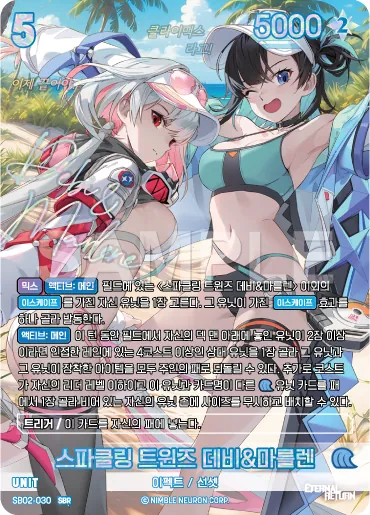 5
5000 2
클라이맥스
이제 끝이야
Debi
Marlene
SAMPLE
믹스 액티브: 메인 필드에 있는 <스파클링 트윈즈 데비&마를렌> 이외의
이스케이프 를 가진 자신 유닛을 1장 고른다. 그 유닛이 가진 이스케이프 효과를
하나 골라 발동한다.
액티브: 메인 이 턴 동안 필드에서 자신의 덱 맨 아래에 놓인 유닛이 2장 이상
이라면 인접한 레인에 있는 4코스트 이상의 상대 유닛을 1장 골라 그 유닛과
그 유닛이 장착한 아이템을 모두 주인의 패로 되돌릴 수 있다. 추가로 코스트
가 자신의 리더 레벨 이하이고 이 유닛과 카드명이 다른 유닛 카드를 패
에서 1장 골라 비어 있는 자신의 유닛 존에 사이즈를 무시하고 배치할 수 있다.
트리거 / 이 카드를 자신의 패에 넣는다.
스파클링 트윈즈 데비&마를렌
UNIT
이펙트 / 선셋
SB02-030 SBR
© NIMBLE NEURON CORP.
ETERNAL
RETURN